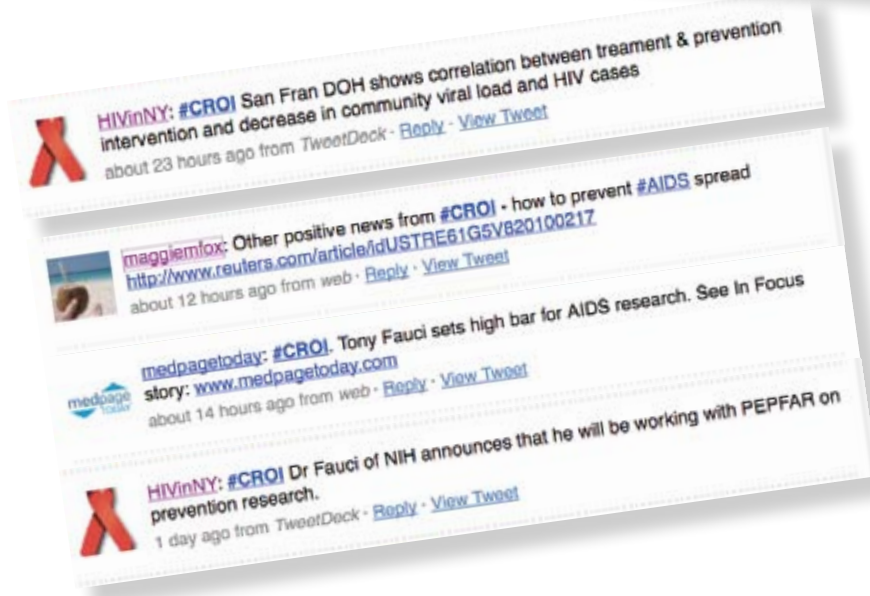 HIVinNY: #CROI San Fran DOH shows correlation between treament & prevention
intervention and decrease in community viral load and HIV cases
about 23 hours ago from TweetDeck · Reply · View Tweet
maggiemfox: Other positive news from #CROI - how to prevent #AIDS spread
http://www.reuters.com/article/idUSTRE61G5V820100217
about 12 hours ago from web · Reply · View Tweet
medpage
TODAY
medpagetoday: #CROI. Tony Fauci sets high bar for AIDS research. See In Focus
story: www.medpagetoday.com
about 14 hours ago from web · Reply · View Tweet
HIVinNY: #CROI Dr Fauci of NIH announces that he will be working with PEPFAR on
prevention research.
1 day ago from TweetDeck · Reply · View Tweet